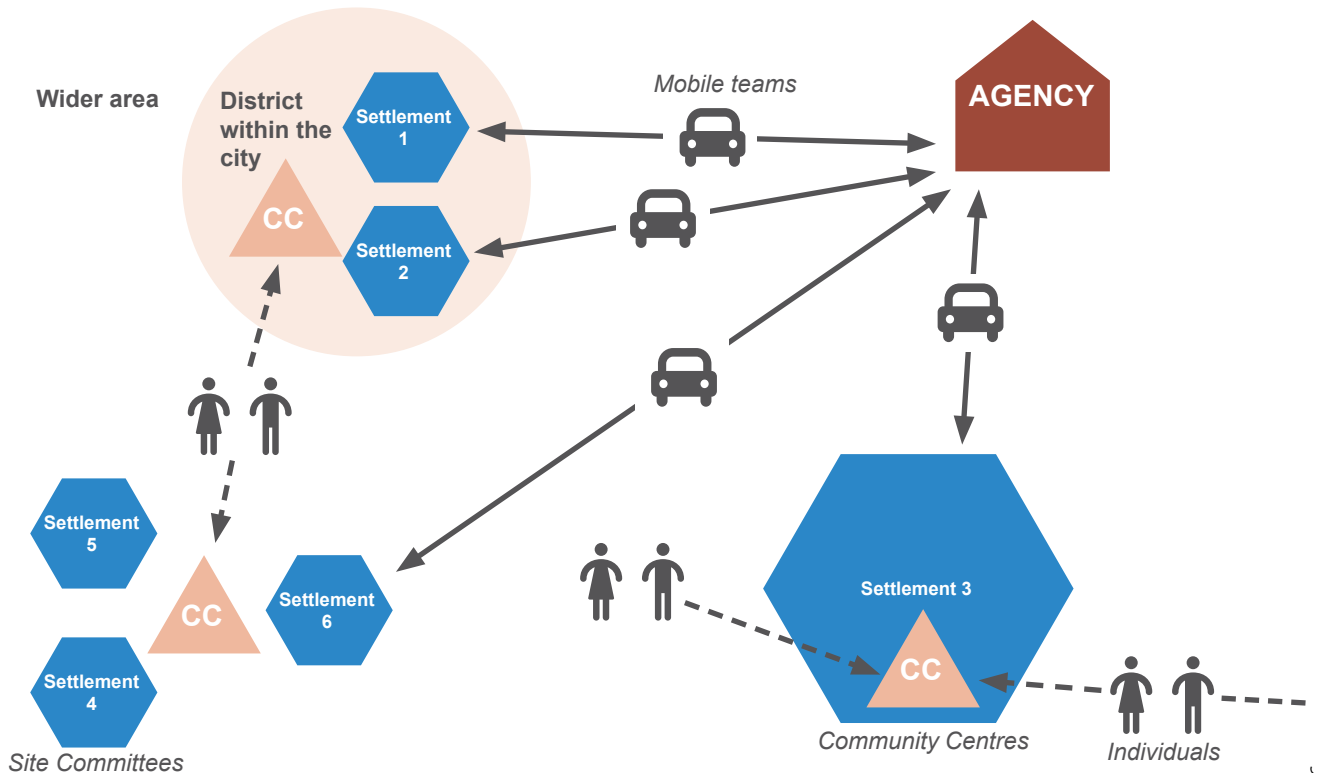 Wider area
District
within the
city
Settlement
1
Mobile teams
AGENCY
CC
Settlement
2
Settlement
5
CC
Settlement
6
Settlement 3
CC
Settlement
4
Site Committees
Community Centres
Individuals